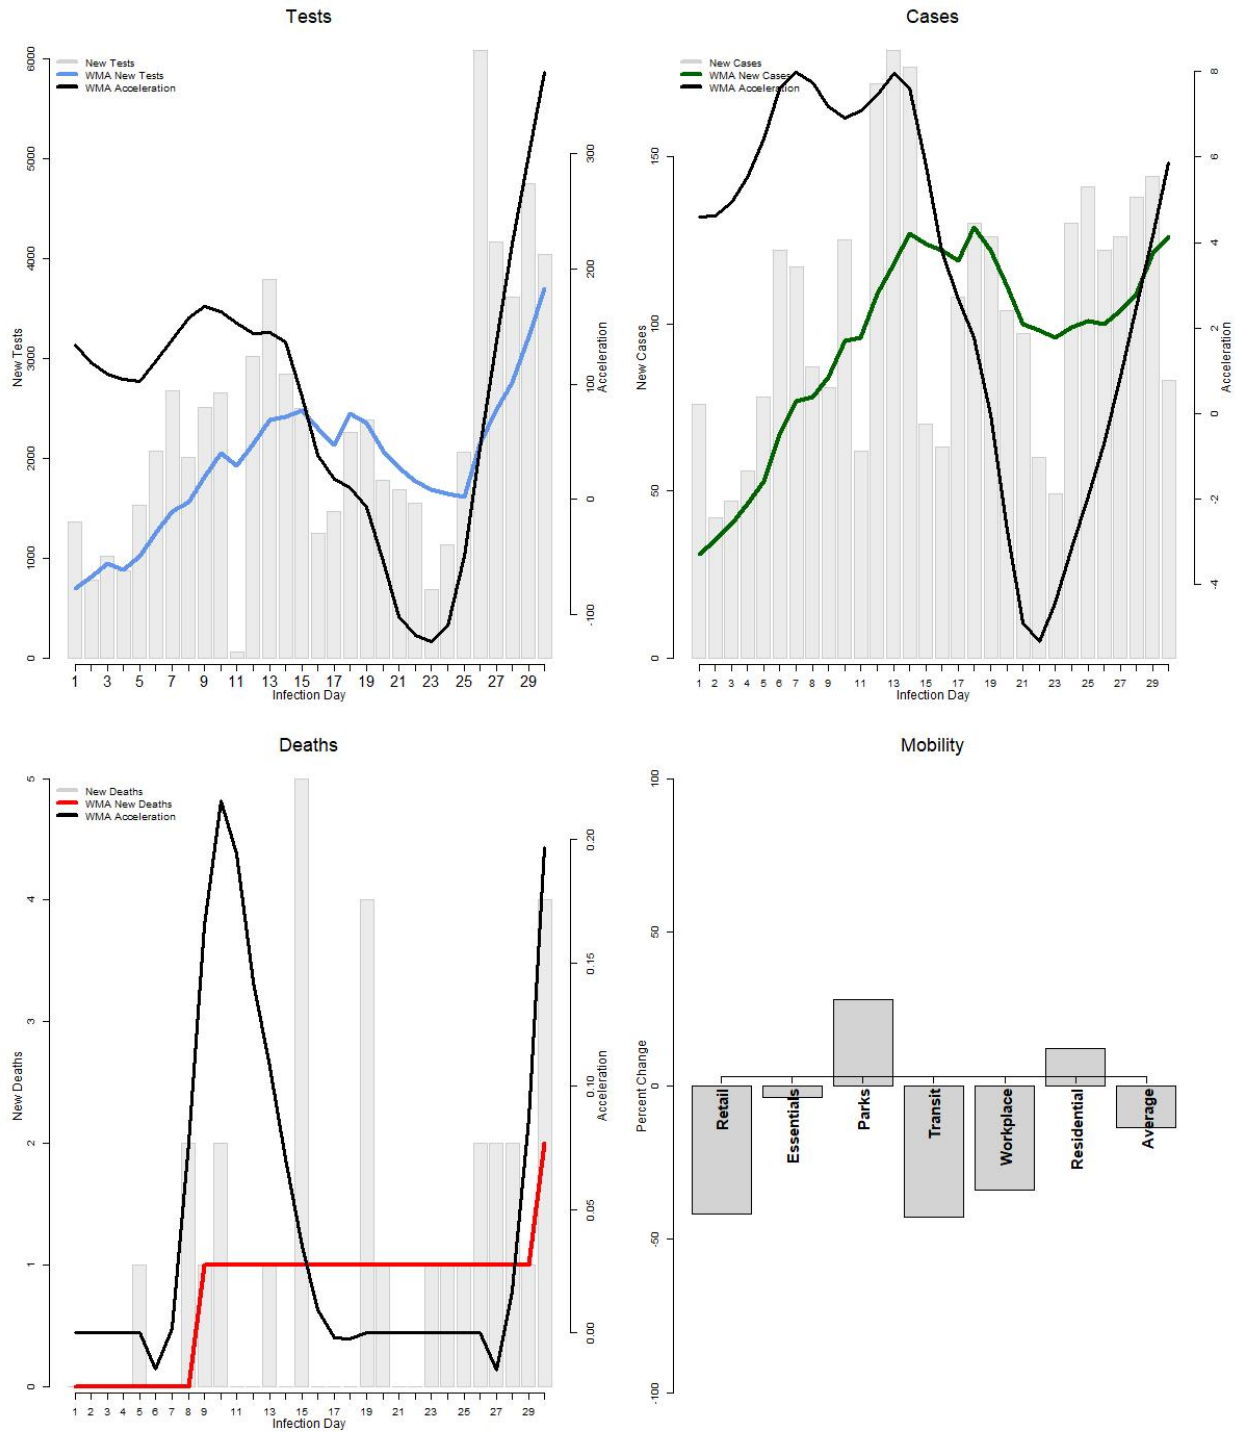 Tests
New Tests
WMA New Tests
WMA Acceleration
6000
5000
4000
3000
2000
1000
0
New Tests
300
200
100
0
-100
Acceleration
1 3 5 7 9 11 13 15 17 19 21 23 25 27 29
Infection Day
Cases
New Cases
WMA New Cases
WMA Acceleration
150
100
50
0
New Cases
8
6
4
2
0
-2
-4
Acceleration
1 2 3 4 5 6 7 8 9 11 13 15 17 19 21 23 25 27 29
Infection Day
Deaths
New Deaths
WMA New Deaths
WMA Acceleration
5
4
3
2
1
0
New Deaths
0.20
0.15
0.10
0.05
0.00
Acceleration
1 2 3 4 5 6 7 8 9 11 13 15 17 19 21 23 25 27 29
Infection Day
Mobility
100
50
0
-50
-100
Percent Change
Retail
Essentials
Parks
Transit
Workplace
Residential
Average